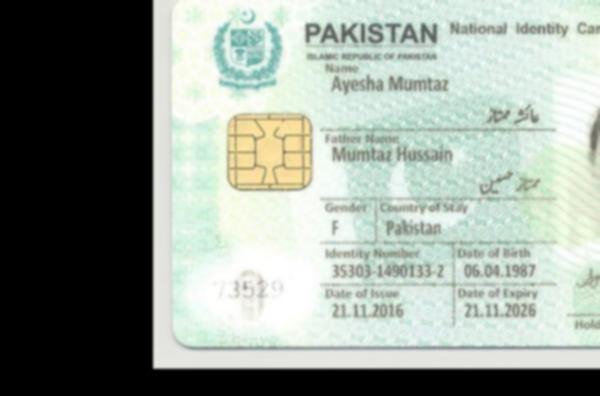 PAKISTAN National Identity Car
ISLAMIC REPUBLIC OF PAKISTAN
Name
Ayesha Mumtaz
عائشہ ممتاز
Father Name
Mumtaz Hussain
ممتاز حسین
Gender Country of Stay
F Pakistan
Identity Number Date of Birth
35303-1490133-2 06.04.1987
73529
Date of Issue Date of Expiry
21.11.2016 21.11.2026
Hold